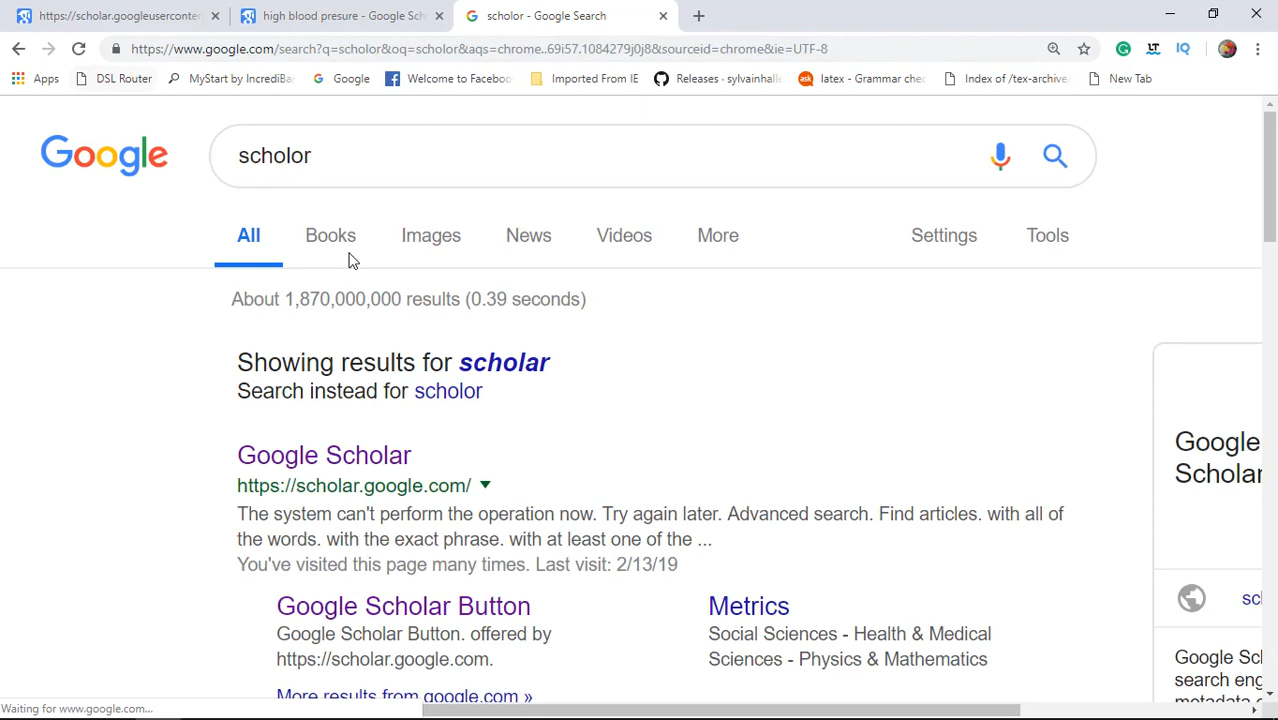 https://scholar.googleuserconten
high blood presure - Google Sch
scholor - Google Search
https://www.google.com/search?q=scholor&oq=scholor&aqs=chrome..69i57.1084279j0j8&sourceid=chrome&ie=UTF-8
Apps
DSL Router
MyStart by IncrediBa
Google
Welcome to Faceboo
Imported From IE
Releases · sylvainhall
latex - Grammar chec
Index of /tex-archive,
New Tab
Google
scholor
All
Books
Images
News
Videos
More
Settings
Tools
About 1,870,000,000 results (0.39 seconds)
Showing results for scholar
Search instead for scholor
Google Scholar
https://scholar.google.com/
The system can't perform the operation now. Try again later. Advanced search. Find articles. with all of
the words. with the exact phrase. with at least one of the ...
You've visited this page many times. Last visit: 2/13/19
Google Scholar Button
Google Scholar Button. offered by
https://scholar.google.com.
Metrics
Social Sciences - Health & Medical
Sciences - Physics & Mathematics
More results from google.com »
Google
Scholar
sch
Google Sch
search eng
metadata o
Waiting for www.google.com...